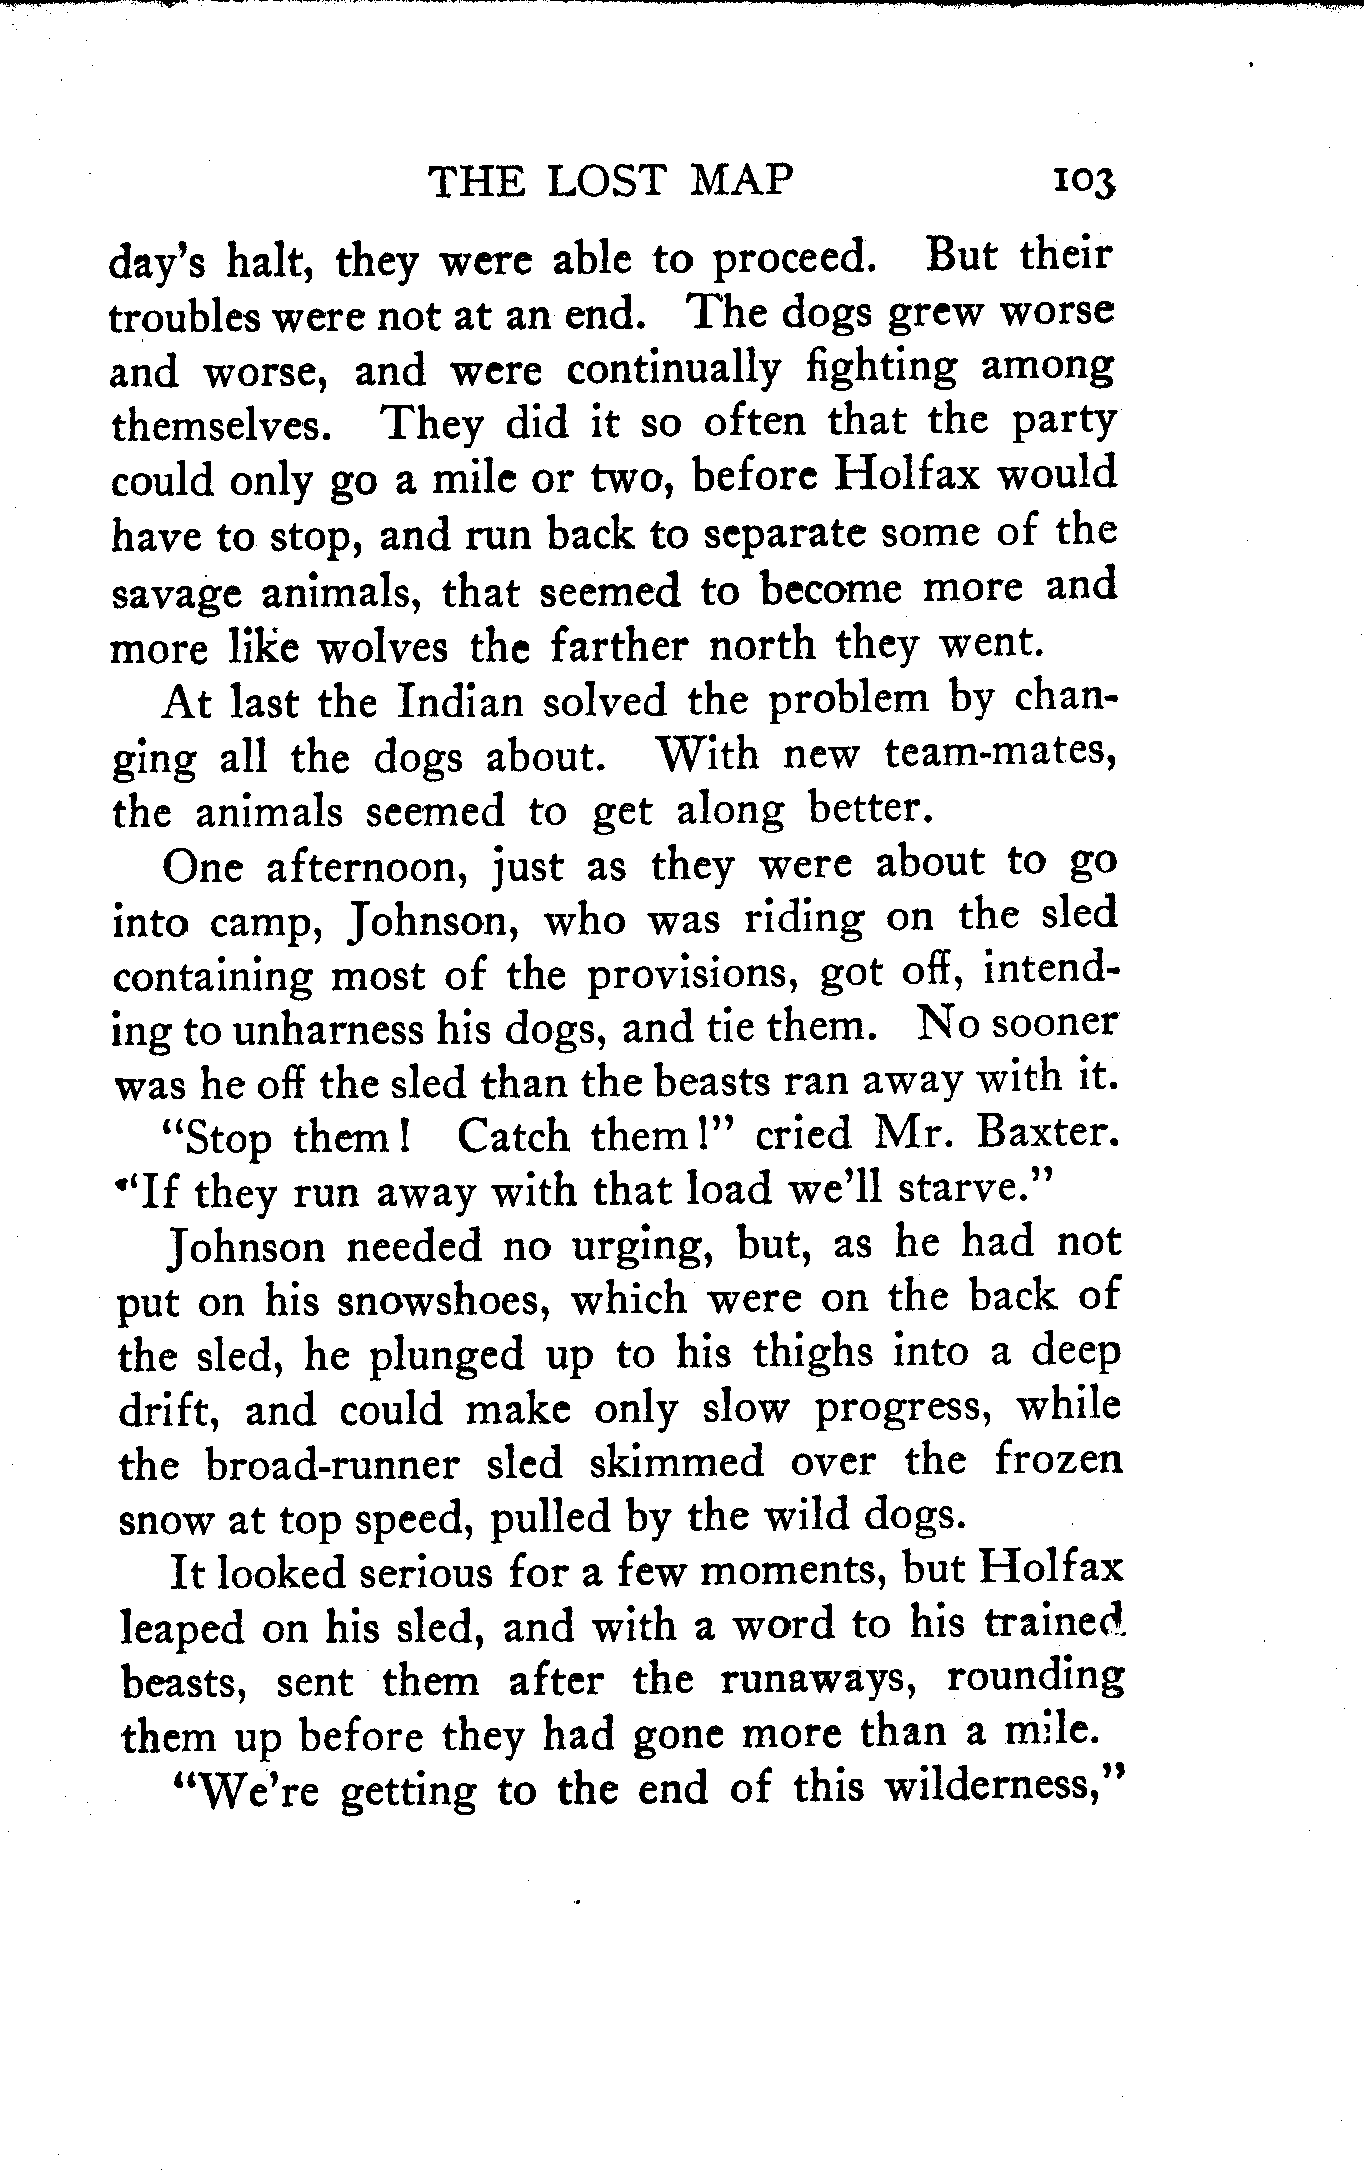 THE LOST MAP 103
day's halt, they were able to proceed. But their
troubles were not at an end. The dogs grew worse
and worse, and were continually fighting among
themselves. They did it so often that the party
could only go a mile or two, before Holfax would
have to stop, and run back to separate some of the
savage animals, that seemed to become more and
more like wolves the farther north they went.
At last the Indian solved the problem by chan-
ging all the dogs about. With new team-mates,
the animals seemed to get along better.
One afternoon, just as they were about to go
into camp, Johnson, who was riding on the sled
containing most of the provisions, got off, intend-
ing to unharness his dogs, and tie them. No sooner
was he off the sled than the beasts ran away with it.
"Stop them! Catch them!" cried Mr. Baxter.
"If they run away with that load we'll starve."
Johnson needed no urging, but, as he had not
put on his snowshoes, which were on the back of
the sled, he plunged up to his thighs into a deep
drift, and could make only slow progress, while
the broad-runner sled skimmed over the frozen
snow at top speed, pulled by the wild dogs.
It looked serious for a few moments, but Holfax
leaped on his sled, and with a word to his trained
beasts, sent them after the runaways, rounding
them up before they had gone more than a mile.
"We're getting to the end of this wilderness,"